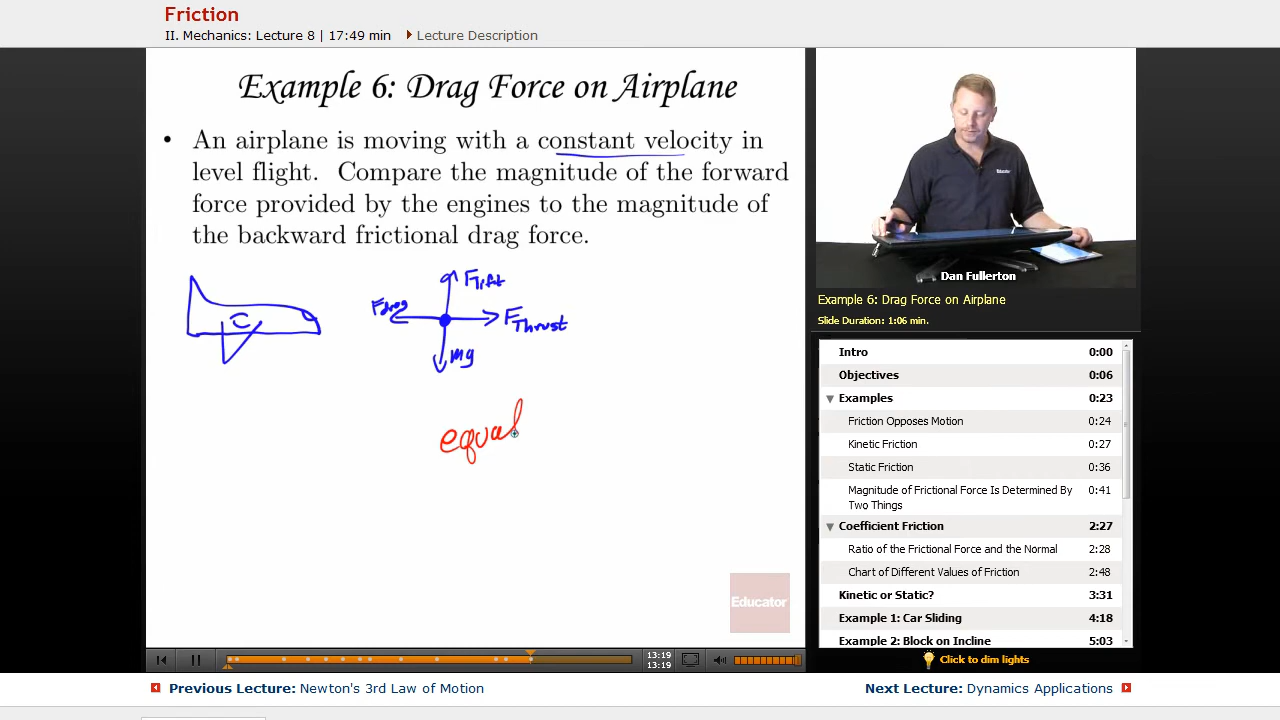 Friction
II. Mechanics: Lecture 8 | 17:49 min
Lecture Description
Example 6: Drag Force on Airplane
• An airplane is moving with a constant velocity in
level flight. Compare the magnitude of the forward
force provided by the engines to the magnitude of
the backward frictional drag force.
Flift
Fdrag
FThrust
mg
equal
Educator
Educator
Dan Fullerton
Example 6: Drag Force on Airplane
Slide Duration: 1:06 min.
Intro 0:00
Objectives 0:06
Examples 0:23
Friction Opposes Motion 0:24
Kinetic Friction 0:27
Static Friction 0:36
Magnitude of Frictional Force Is Determined By
Two Things 0:41
Coefficient Friction 2:27
Ratio of the Frictional Force and the Normal 2:28
Chart of Different Values of Friction 2:48
Kinetic or Static? 3:31
Example 1: Car Sliding 4:18
Example 2: Block on Incline 5:03
13:19
13:19
Click to dim lights
Previous Lecture: Newton's 3rd Law of Motion
Next Lecture: Dynamics Applications